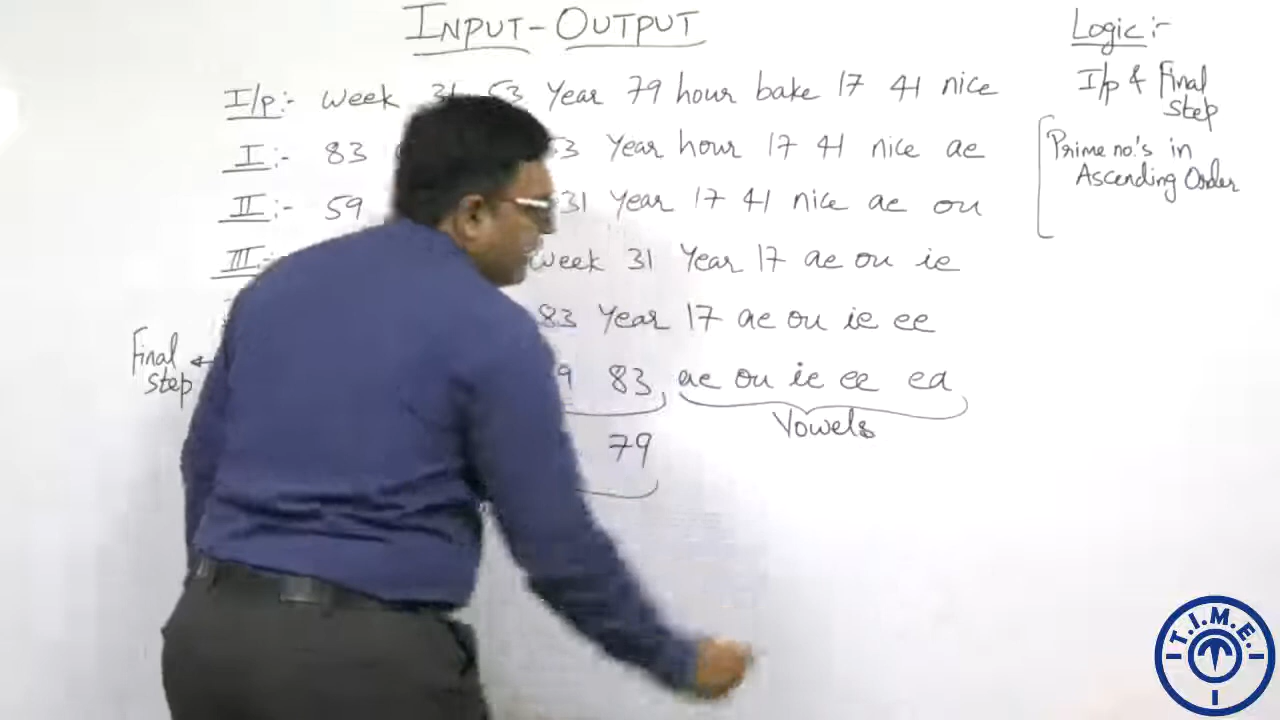 INPUT-OUTPUT
I/p:- week 31 53 Year 79 hour bake 17 41 nice
I:- 83 53 Year hour 17 41 nice ae
II:- 59 31 Year 17 41 nice ae ou
III:- week 31 Year 17 ae ou ie
83 Year 17 ae ou ie ee
Final step
9 83 ae ou ie ee ea
Vowels
79
Logic:-
I/p & Final
step
Prime no.'s in
Ascending Order
T.I.M.E.